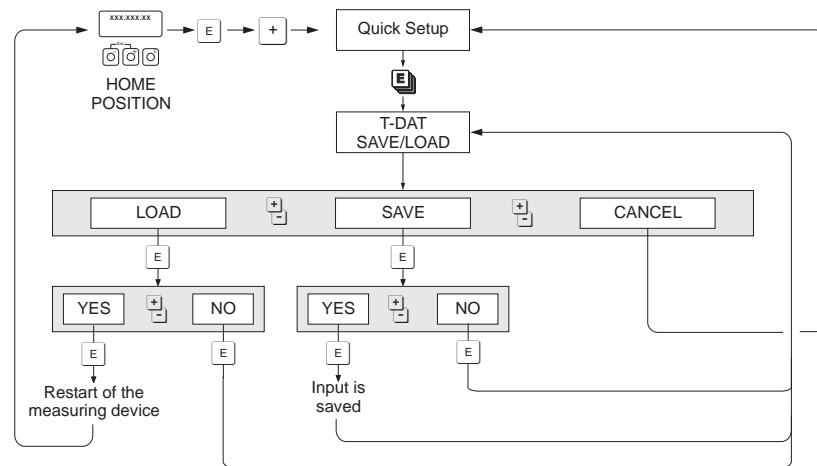 xxx.xxx.xx
Esc
- + E
HOME
POSITION
E
+
Quick Setup
E
T-DAT
SAVE/LOAD
LOAD
+
-
SAVE
+
-
CANCEL
E
E
YES
+
-
NO
YES
+
-
NO
E
E
E
E
Restart of the
measuring device
Input is
saved